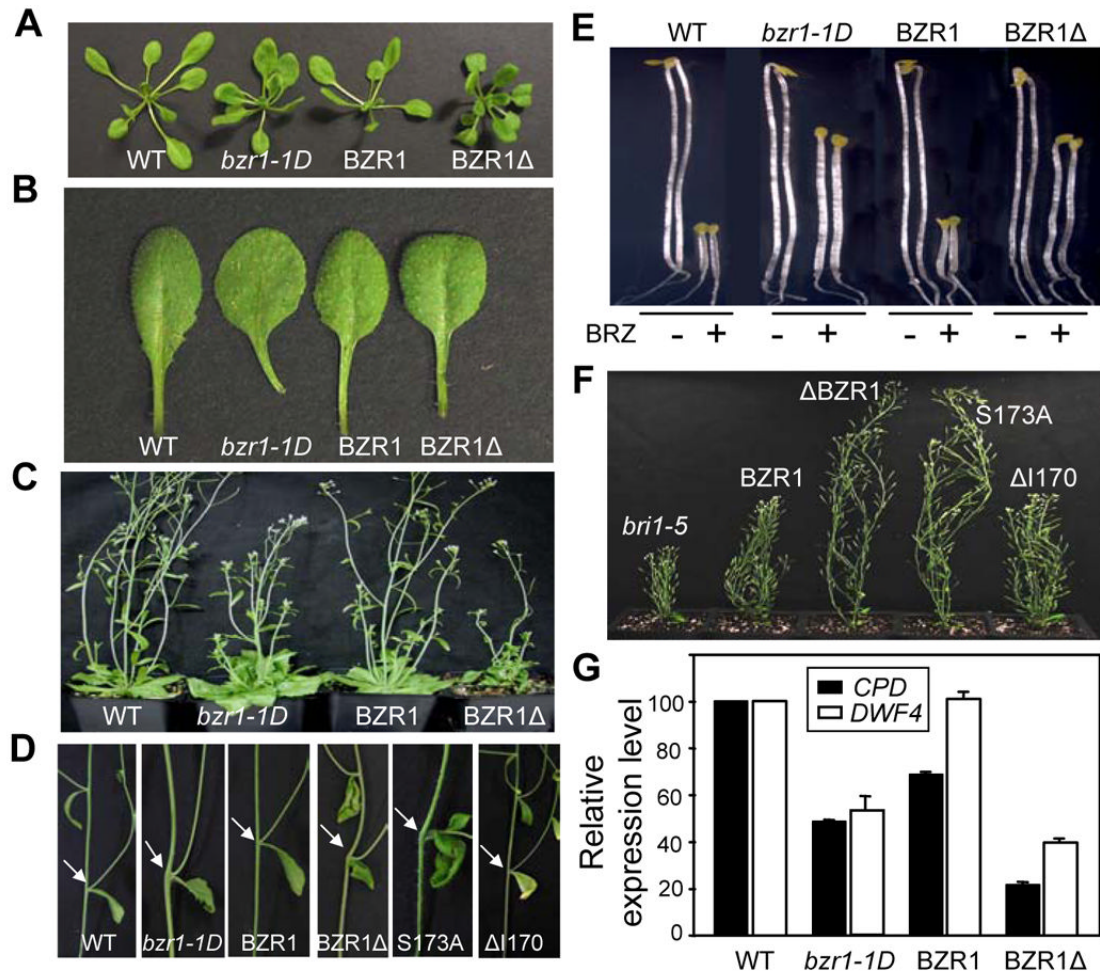 A
WT bzr1-1D BZR1 BZR1Δ
B
WT bzr1-1D BZR1 BZR1Δ
C
WT bzr1-1D BZR1 BZR1Δ
D
WT bzr1-1D BZR1 BZR1Δ S173A ΔI170
E
WT bzr1-1D BZR1 BZR1Δ
BRZ - + - + - + - +
F
bri1-5 BZR1 ΔBZR1 S173A ΔI170
G
CPD
DWF4
Relative
expression level
100
80
60
40
20
0
WT bzr1-1D BZR1 BZR1Δ